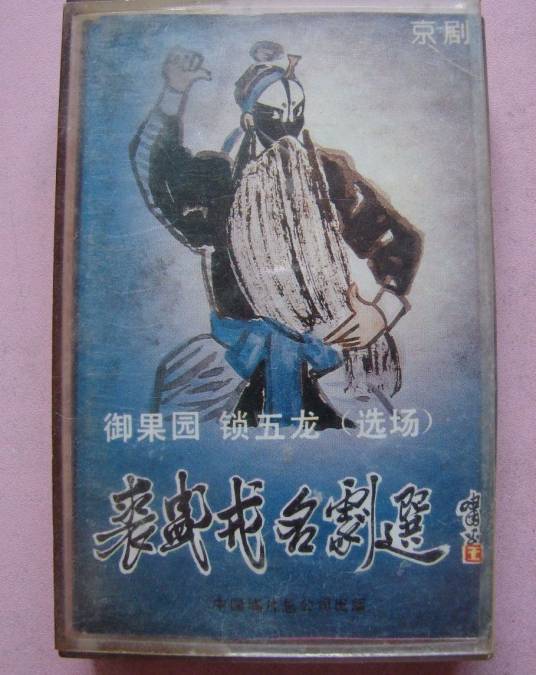 京剧
御果园 锁五龙（选场）
裘盛戎名劇選
中国唱片总公司出版